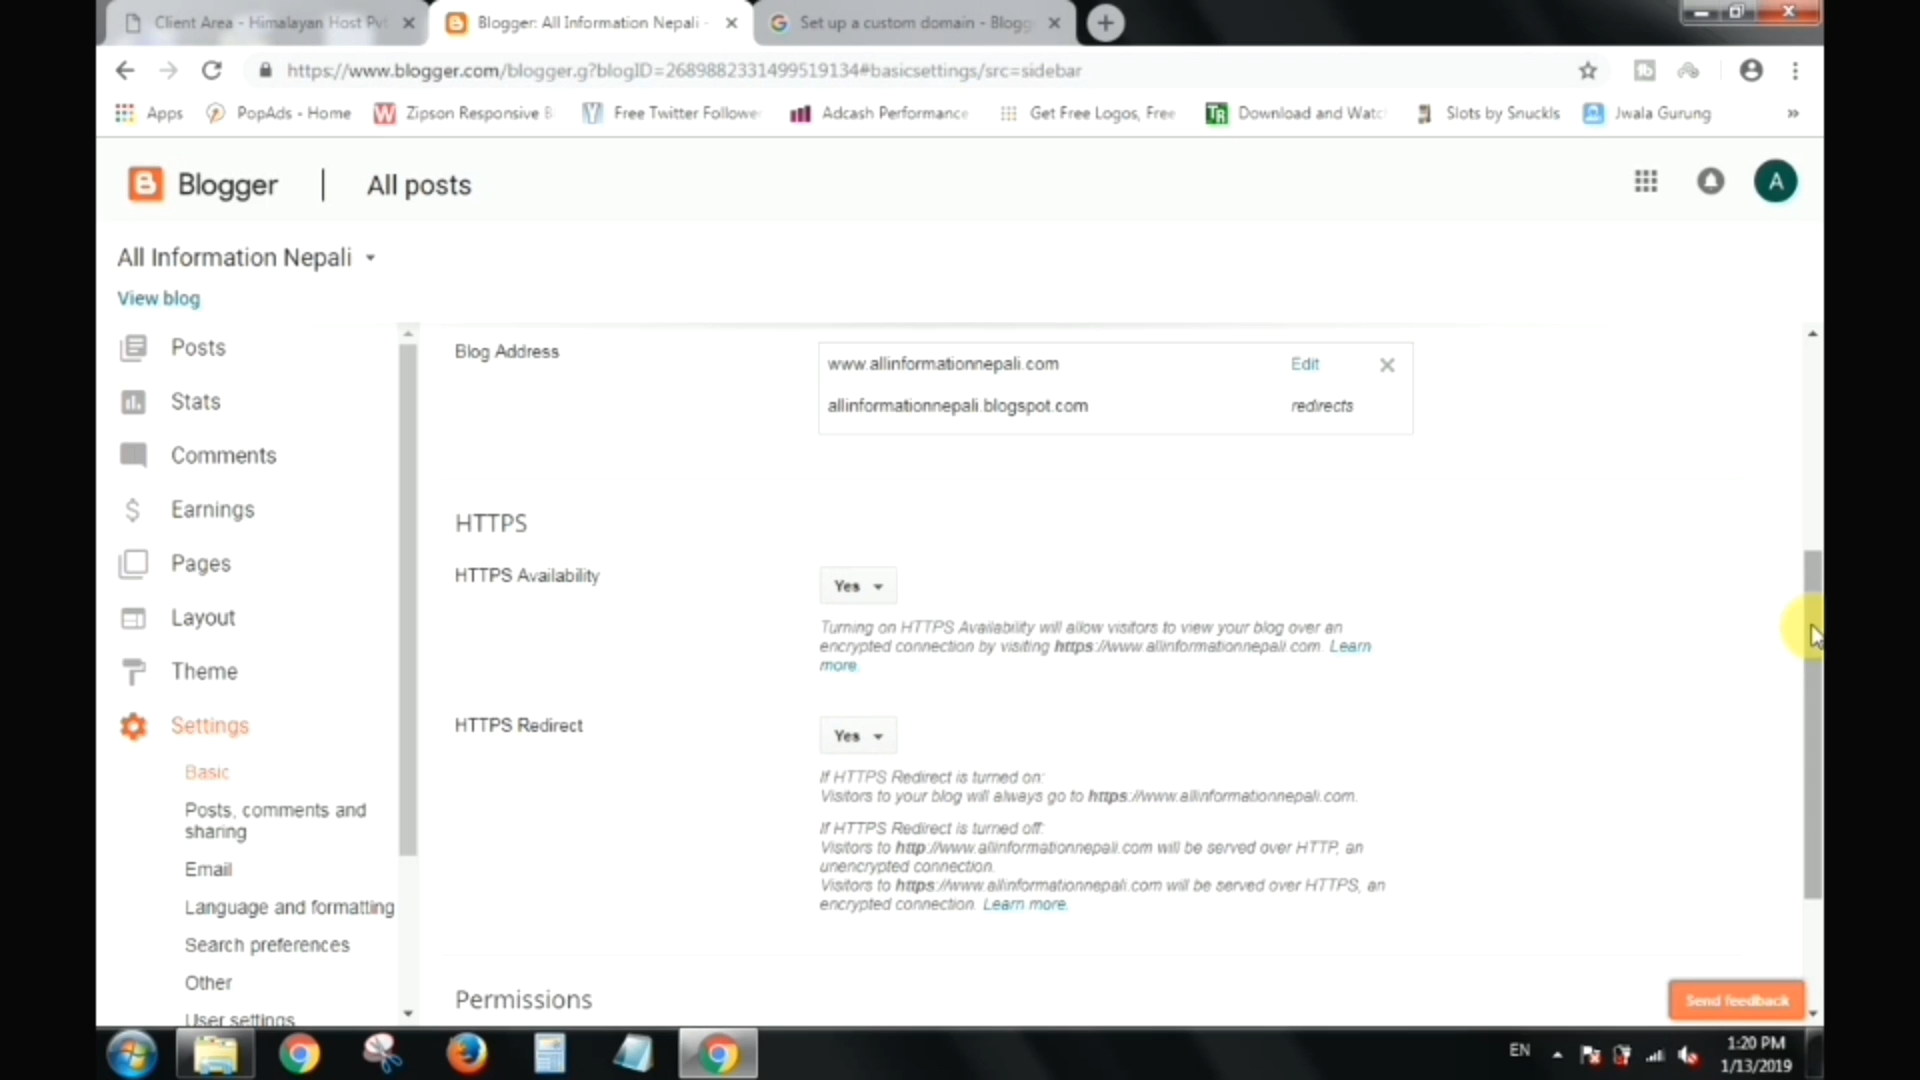 Client Area - Himalayan Host Pvt
Blogger: All Information Nepali -
Set up a custom domain - Blogg
https://www.blogger.com/blogger.g?blogID=2689882331499519134#basicsettings/src=sidebar
Apps
PopAds - Home
Zipson Responsive B
Free Twitter Follower
Adcash Performance
Get Free Logos, Free
Download and Watc
Slots by Snuckls
Jwala Gurung
»
Blogger | All posts
A
All Information Nepali
View blog
Posts
Stats
Comments
Earnings
Pages
Layout
Theme
Settings
Basic
Posts, comments and
sharing
Email
Language and formatting
Search preferences
Other
User settings
Blog Address
www.allinformationnepali.com Edit
allinformationnepali.blogspot.com redirects
HTTPS
HTTPS Availability
Yes
Turning on HTTPS Availability will allow visitors to view your blog over an
encrypted connection by visiting https://www.allinformationnepali.com. Learn
more.
HTTPS Redirect
Yes
If HTTPS Redirect is turned on:
Visitors to your blog will always go to https://www.allinformationnepali.com.
If HTTPS Redirect is turned off:
Visitors to http://www.allinformationnepali.com will be served over HTTP, an
unencrypted connection.
Visitors to https://www.allinformationnepali.com will be served over HTTPS, an
encrypted connection. Learn more.
Permissions
Send feedback
EN
1:20 PM
1/13/2019